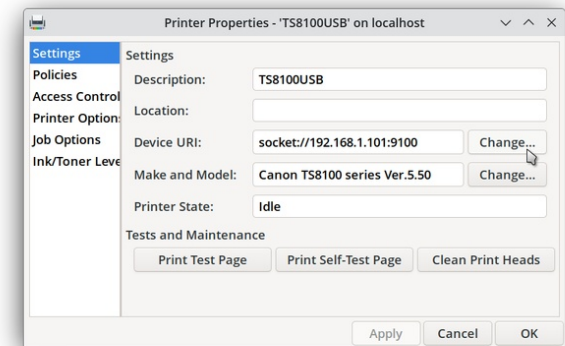 Printer Properties - 'TS8100USB' on localhost
Settings
Policies
Access Control
Printer Option
Job Options
Ink/Toner Leve
Settings
Description: TS8100USB
Location:
Device URI: socket://192.168.1.101:9100 Change...
Make and Model: Canon TS8100 series Ver.5.50 Change...
Printer State: Idle
Tests and Maintenance
Print Test Page Print Self-Test Page Clean Print Heads
Apply Cancel OK